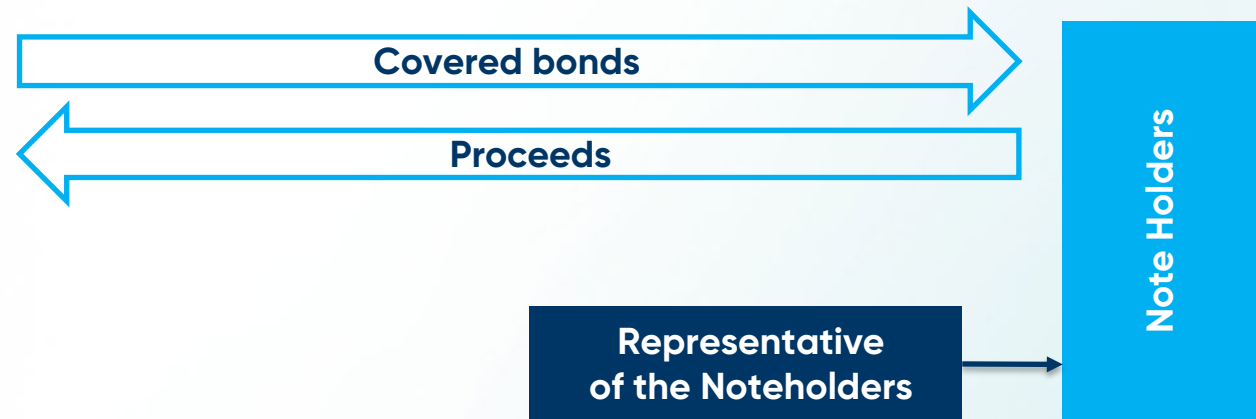 Covered bonds
Proceeds
Note Holders
Representative
of the Noteholders